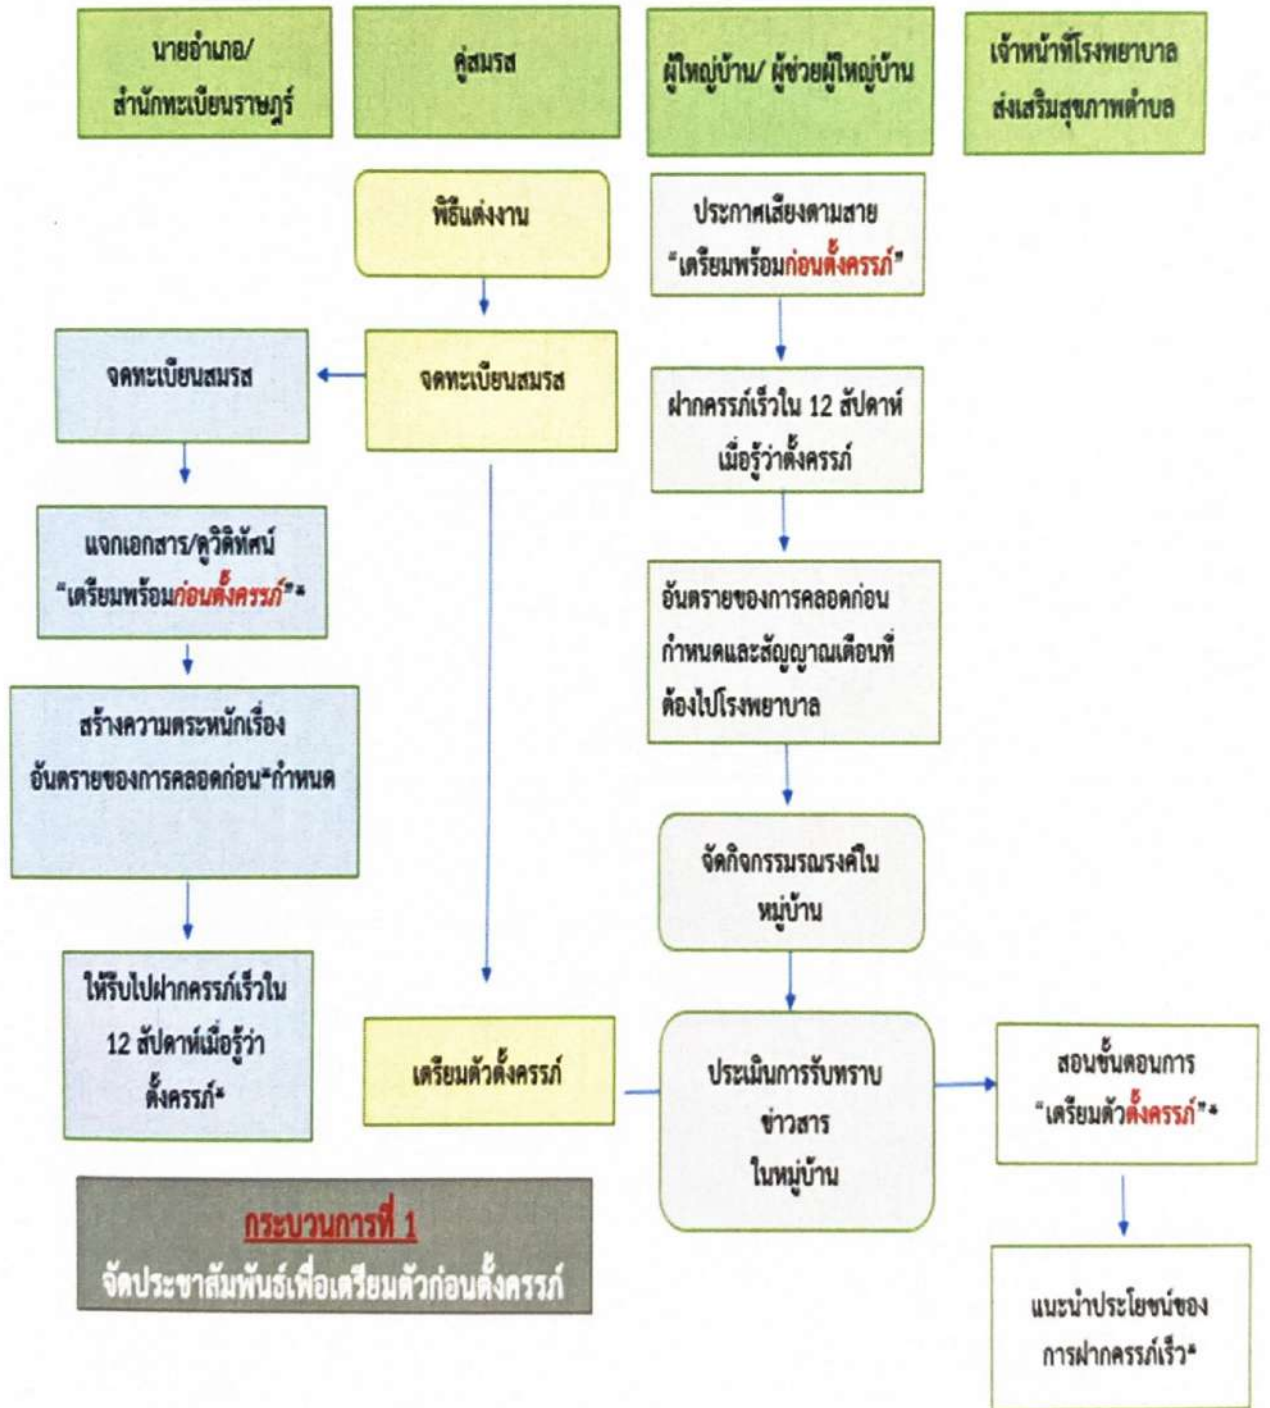 นายอำเภอ/
สำนักทะเบียนราษฎร์
คู่สมรส
ผู้ใหญ่บ้าน/ ผู้ช่วยผู้ใหญ่บ้าน
เจ้าหน้าที่โรงพยาบาล
ส่งเสริมสุขภาพตำบล
พิธีแต่งงาน
ประกาศเสียงตามสาย
"เตรียมพร้อมก่อนตั้งครรภ์"
จดทะเบียนสมรส
จดทะเบียนสมรส
ฝากครรภ์เร็วใน 12 สัปดาห์
เมื่อรู้ว่าตั้งครรภ์
แจกเอกสาร/ดูวิดิทัศน์
"เตรียมพร้อมก่อนตั้งครรภ์"*
อันตรายของการคลอดก่อน
กำหนดและสัญญาณเตือนที่
ต้องไปโรงพยาบาล
สร้างความตระหนักเรื่อง
อันตรายของการคลอดก่อน*กำหนด
จัดกิจกรรมรณรงค์ใน
หมู่บ้าน
ให้รีบไปฝากครรภ์เร็วใน
12 สัปดาห์เมื่อรู้ว่า
ตั้งครรภ์*
เตรียมตัวตั้งครรภ์
ประเมินการรับทราบ
ข่าวสาร
ในหมู่บ้าน
สอนขั้นตอนการ
"เตรียมตัวตั้งครรภ์"*
กระบวนการที่ 1
จัดประชาสัมพันธ์เพื่อเตรียมตัวก่อนตั้งครรภ์
แนะนำประโยชน์ของ
การฝากครรภ์เร็ว*